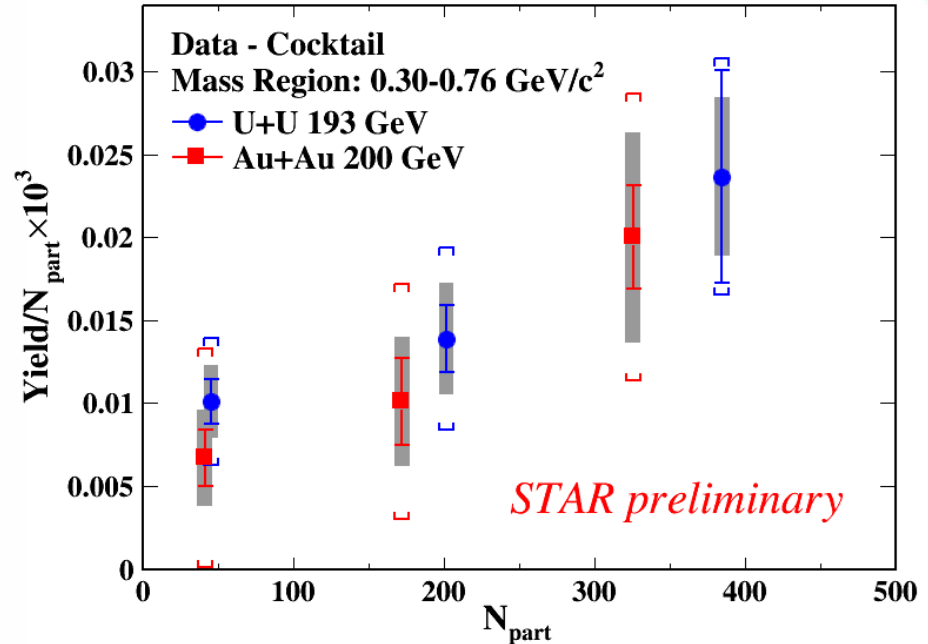 Data - Cocktail
Mass Region: 0.30-0.76 GeV/c²
U+U 193 GeV
Au+Au 200 GeV
Yield/N_part×10³
0.03
0.025
0.02
0.015
0.01
0.005
0
STAR preliminary
0 100 200 300 400 500
N_part